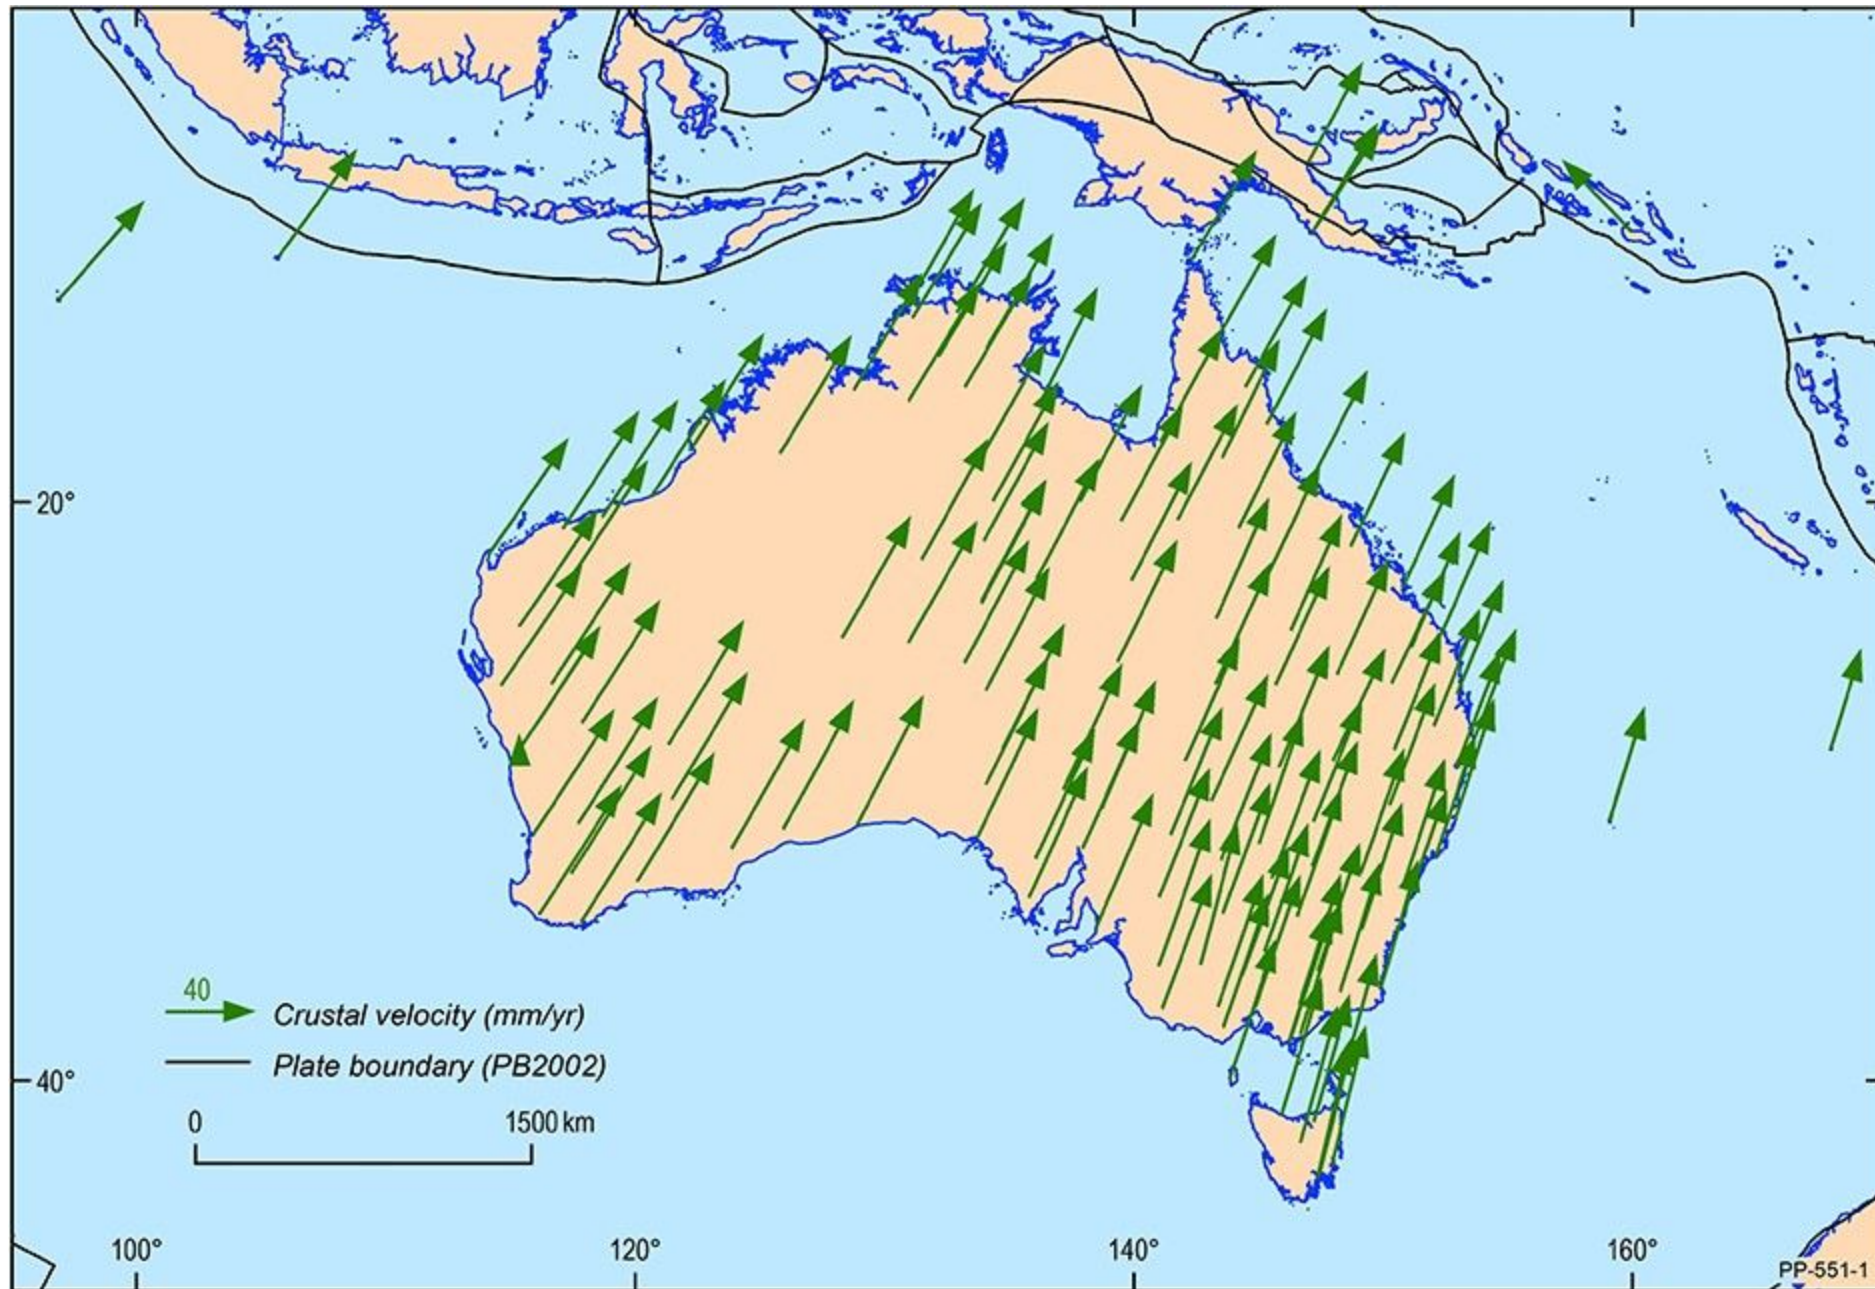 20°
40°
40
Crustal velocity (mm/yr)
Plate boundary (PB2002)
0 1500 km
100° 120° 140° 160°
PP-551-1